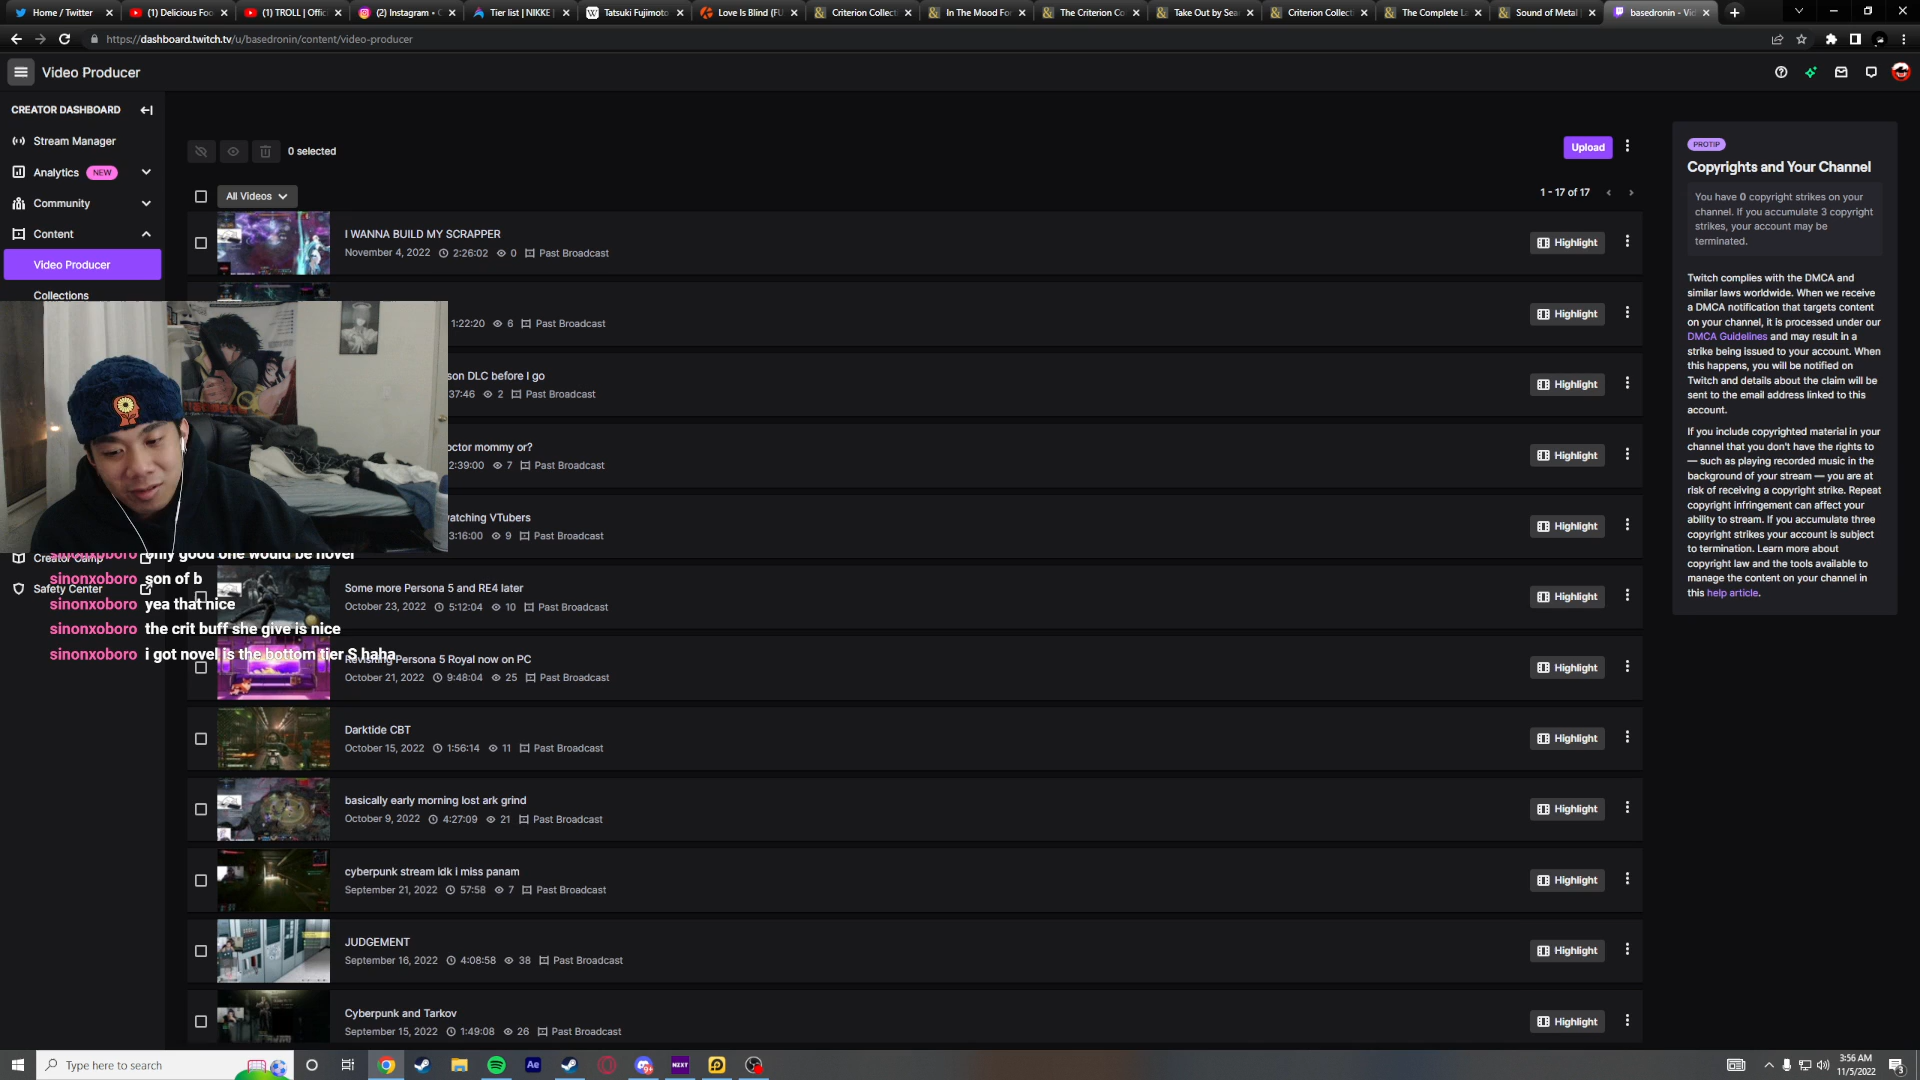 Home / Twitter
(1) Delicious Foo
(1) TROLL | Offic
(2) Instagram •
Tier list | NIKKE
Tatsuki Fujimoto
Love Is Blind (FU
Criterion Collect
In The Mood For
The Criterion Co
Take Out by Sea
Criterion Collect
The Complete L
Sound of Metal
basedronin - Vid
https://dashboard.twitch.tv/u/basedronin/content/video-producer
Video Producer
CREATOR DASHBOARD
Stream Manager
Analytics NEW
Community
Content
Video Producer
Collections
Creator Camp
Safety Center
sinonxoboro only good one would be novel
sinonxoboro son of b
sinonxoboro yea that nice
sinonxoboro the crit buff she give is nice
sinonxoboro i got novel is the bottom tier S haha
0 selected
Upload
All Videos
1 - 17 of 17
I WANNA BUILD MY SCRAPPER
November 4, 2022 2:26:02 0 Past Broadcast
Highlight
1:22:20 6 Past Broadcast
Highlight
son DLC before I go
37:46 2 Past Broadcast
Highlight
octor mommy or?
2:39:00 7 Past Broadcast
Highlight
watching VTubers
3:16:00 9 Past Broadcast
Highlight
Some more Persona 5 and RE4 later
October 23, 2022 5:12:04 10 Past Broadcast
Highlight
Revisiting Persona 5 Royal now on PC
October 21, 2022 9:48:04 25 Past Broadcast
Highlight
Darktide CBT
October 15, 2022 1:56:14 11 Past Broadcast
Highlight
basically early morning lost ark grind
October 9, 2022 4:27:09 21 Past Broadcast
Highlight
cyberpunk stream idk i miss panam
September 21, 2022 57:58 7 Past Broadcast
Highlight
JUDGEMENT
September 16, 2022 4:08:58 38 Past Broadcast
Highlight
Cyberpunk and Tarkov
September 15, 2022 1:49:08 26 Past Broadcast
Highlight
PROTIP
Copyrights and Your Channel
You have 0 copyright strikes on your
channel. If you accumulate 3 copyright
strikes, your account may be
terminated.
Twitch complies with the DMCA and
similar laws worldwide. When we receive
a DMCA notification that targets content
on your channel, it is processed under our
DMCA Guidelines and may result in a
strike being issued to your account. When
this happens, you will be notified on
Twitch and details about the claim will be
sent to the email address linked to this
account.
If you include copyrighted material in your
channel that you don't have the rights to
— such as playing recorded music in the
background of your stream — you are at
risk of receiving a copyright strike. Repeat
copyright infringement can affect your
ability to stream. If you accumulate three
copyright strikes your account is subject
to termination. Learn more about
copyright law and the tools available to
manage the content on your channel in
this help article.
Type here to search
Ae
9+
NZXT
3:56 AM
11/5/2022
3